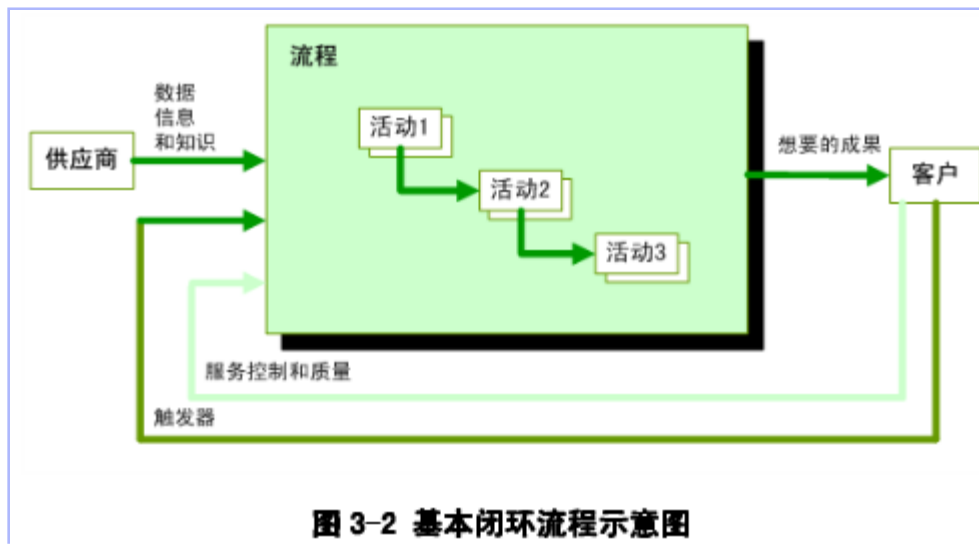 流程
数据
信息
和知识
供应商
活动1
活动2
活动3
想要的成果
客户
服务控制和质量
触发器
图 3-2 基本闭环流程示意图